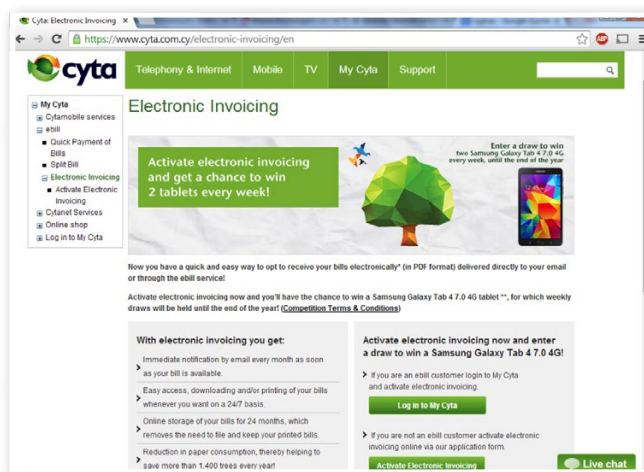 Cyta: Electronic Invoicing
https://www.cyta.com.cy/electronic-invoicing/en
ABP
cyta
Telephony & Internet
Mobile
TV
My Cyta
Support
My Cyta
Cytamobile services
ebill
Quick Payment of
Bills
Split Bill
Electronic Invoicing
Activate Electronic
Invoicing
Cytanet Services
Online shop
Log in to My Cyta
Electronic Invoicing
Activate electronic invoicing
and get a chance to win
2 tablets every week!
Enter a draw to win
two Samsung Galaxy Tab 4 7.0 4G
every week, until the end of the year
Now you have a quick and easy way to opt to receive your bills electronically* (in PDF format) delivered directly to your email
or through the ebill service!
Activate electronic invoicing now and you'll have the chance to win a Samsung Galaxy Tab 4 7.0 4G tablet **, for which weekly
draws will be held until the end of the year! (Competition Terms & Conditions)
With electronic invoicing you get:
Immediate notification by email every month as soon
as your bill is available.
Easy access, downloading and/or printing of your bills
whenever you want on a 24/7 basis.
Online storage of your bills for 24 months, which
removes the need to file and keep your printed bills.
Reduction in paper consumption, thereby helping to
save more than 1.400 trees every year!
Activate electronic invoicing now and enter
a draw to win a Samsung Galaxy Tab 4 7.0 4G!
If you are an ebill customer login to My Cyta
and activate electronic invoicing.
Log in to My Cyta
If you are not an ebill customer activate electronic
invoicing online via our application form.
Activate Electronic Invoicing
Live chat